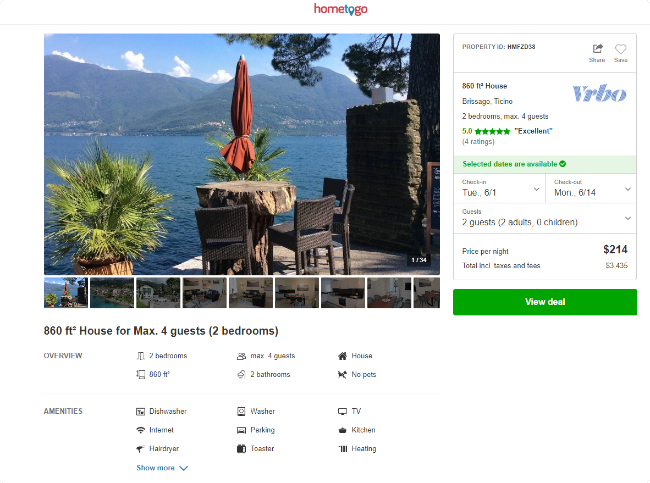 hometogo
PROPERTY ID: HMFZD38
Share
Save
860 ft² House
Vrbo
Brissago, Ticino
2 bedrooms, max. 4 guests
5.0 "Excellent"
(4 ratings)
Selected dates are available
Check-in
Tue., 6/1
Check-out
Mon., 6/14
Guests
2 guests (2 adults, 0 children)
Price per night
$214
Total incl. taxes and fees
$3,435
View deal
1 / 34
860 ft² House for Max. 4 guests (2 bedrooms)
OVERVIEW
2 bedrooms
max. 4 guests
House
860 ft²
2 bathrooms
No pets
AMENITIES
Dishwasher
Washer
TV
Internet
Parking
Kitchen
Hairdryer
Toaster
Heating
Show more